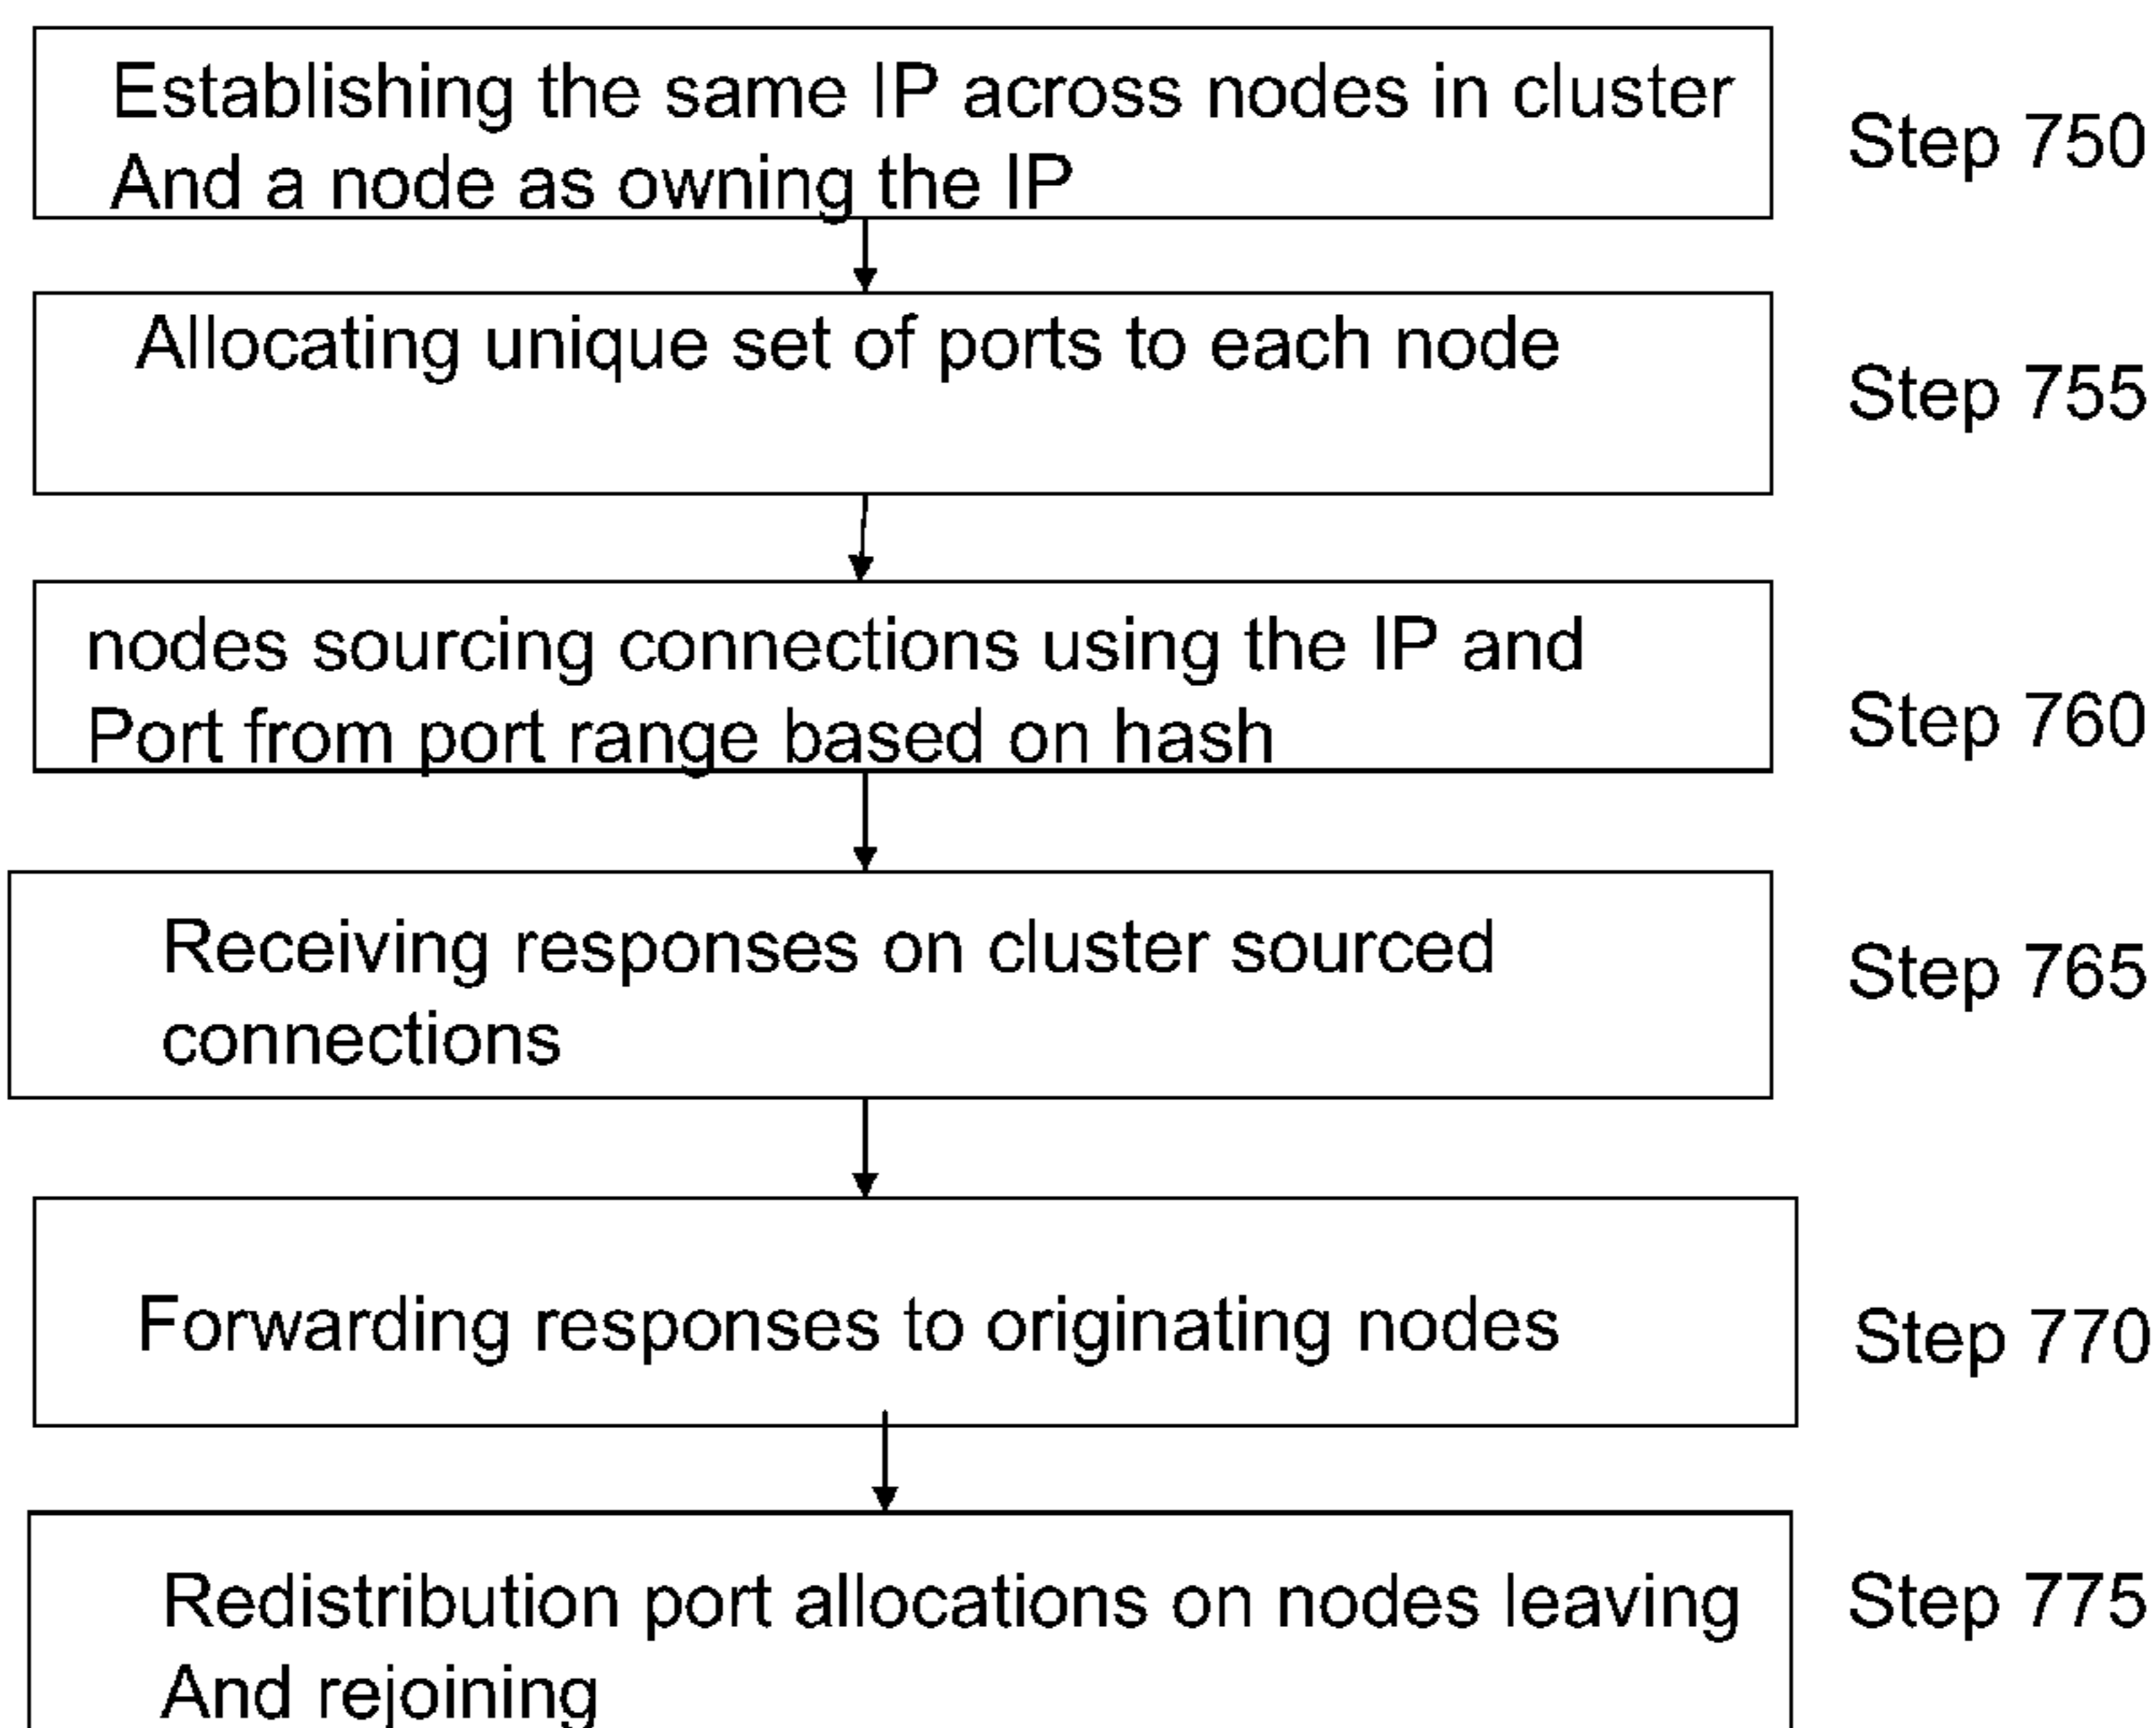 Establishing the same IP across nodes in cluster
And a node as owning the IP
Step 750
Allocating unique set of ports to each node
Step 755
nodes sourcing connections using the IP and
Port from port range based on hash
Step 760
Receiving responses on cluster sourced
connections
Step 765
Forwarding responses to originating nodes
Step 770
Redistribution port allocations on nodes leaving
And rejoining
Step 775